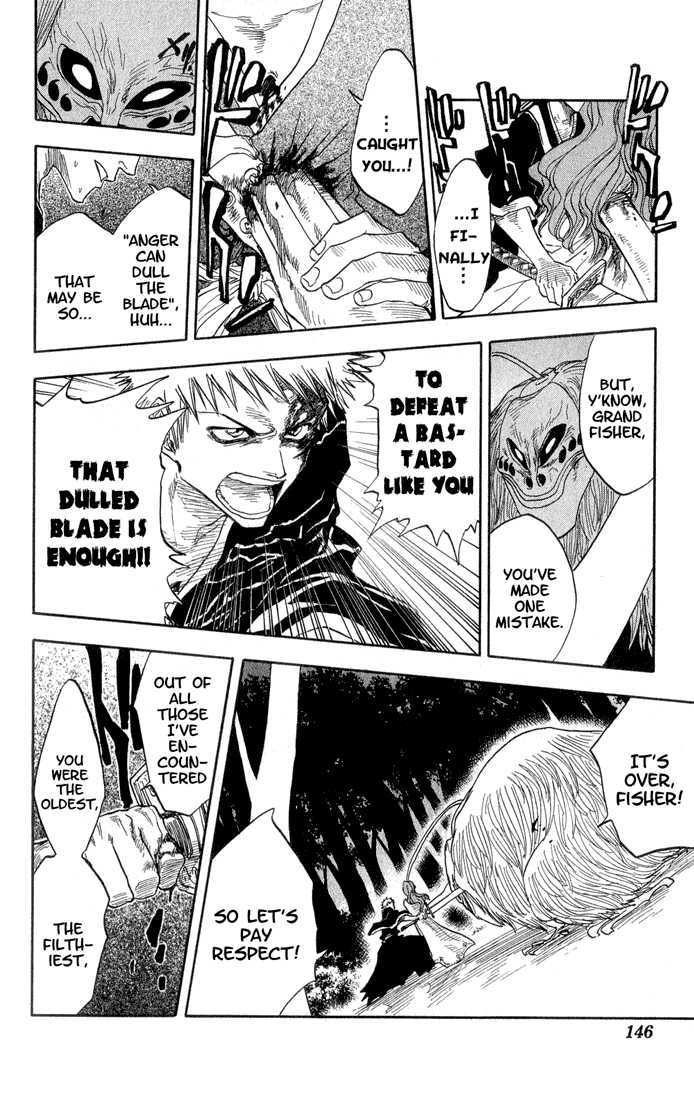 ...I
FI-
NALLY
...
...
CAUGHT
YOU...!
"ANGER
CAN
DULL
THE
BLADE",
HUH...
THAT
MAY BE
SO...
BUT,
Y'KNOW,
GRAND
FISHER,
YOU'VE
MADE
ONE
MISTAKE.
TO
DEFEAT
A BAS-
TARD
LIKE YOU
THAT
DULLED
BLADE IS
ENOUGH!!
IT'S
OVER,
FISHER!
SO LET'S
PAY
RESPECT!
OUT OF
ALL
THOSE
I'VE
EN-
COUN-
TERED
YOU
WERE
THE
OLDEST,
THE
FILTH-
IEST,
146